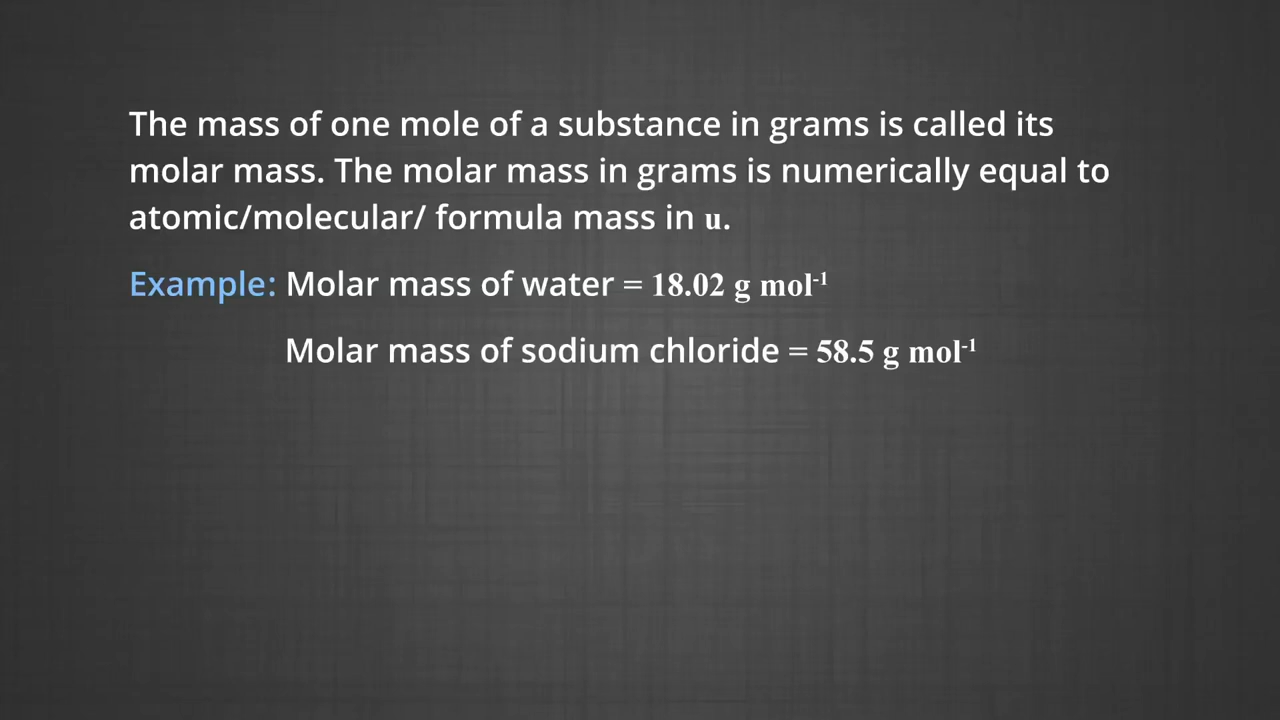 The mass of one mole of a substance in grams is called its
molar mass. The molar mass in grams is numerically equal to
atomic/molecular/ formula mass in u.
Example: Molar mass of water = 18.02 g mol⁻¹
Molar mass of sodium chloride = 58.5 g mol⁻¹